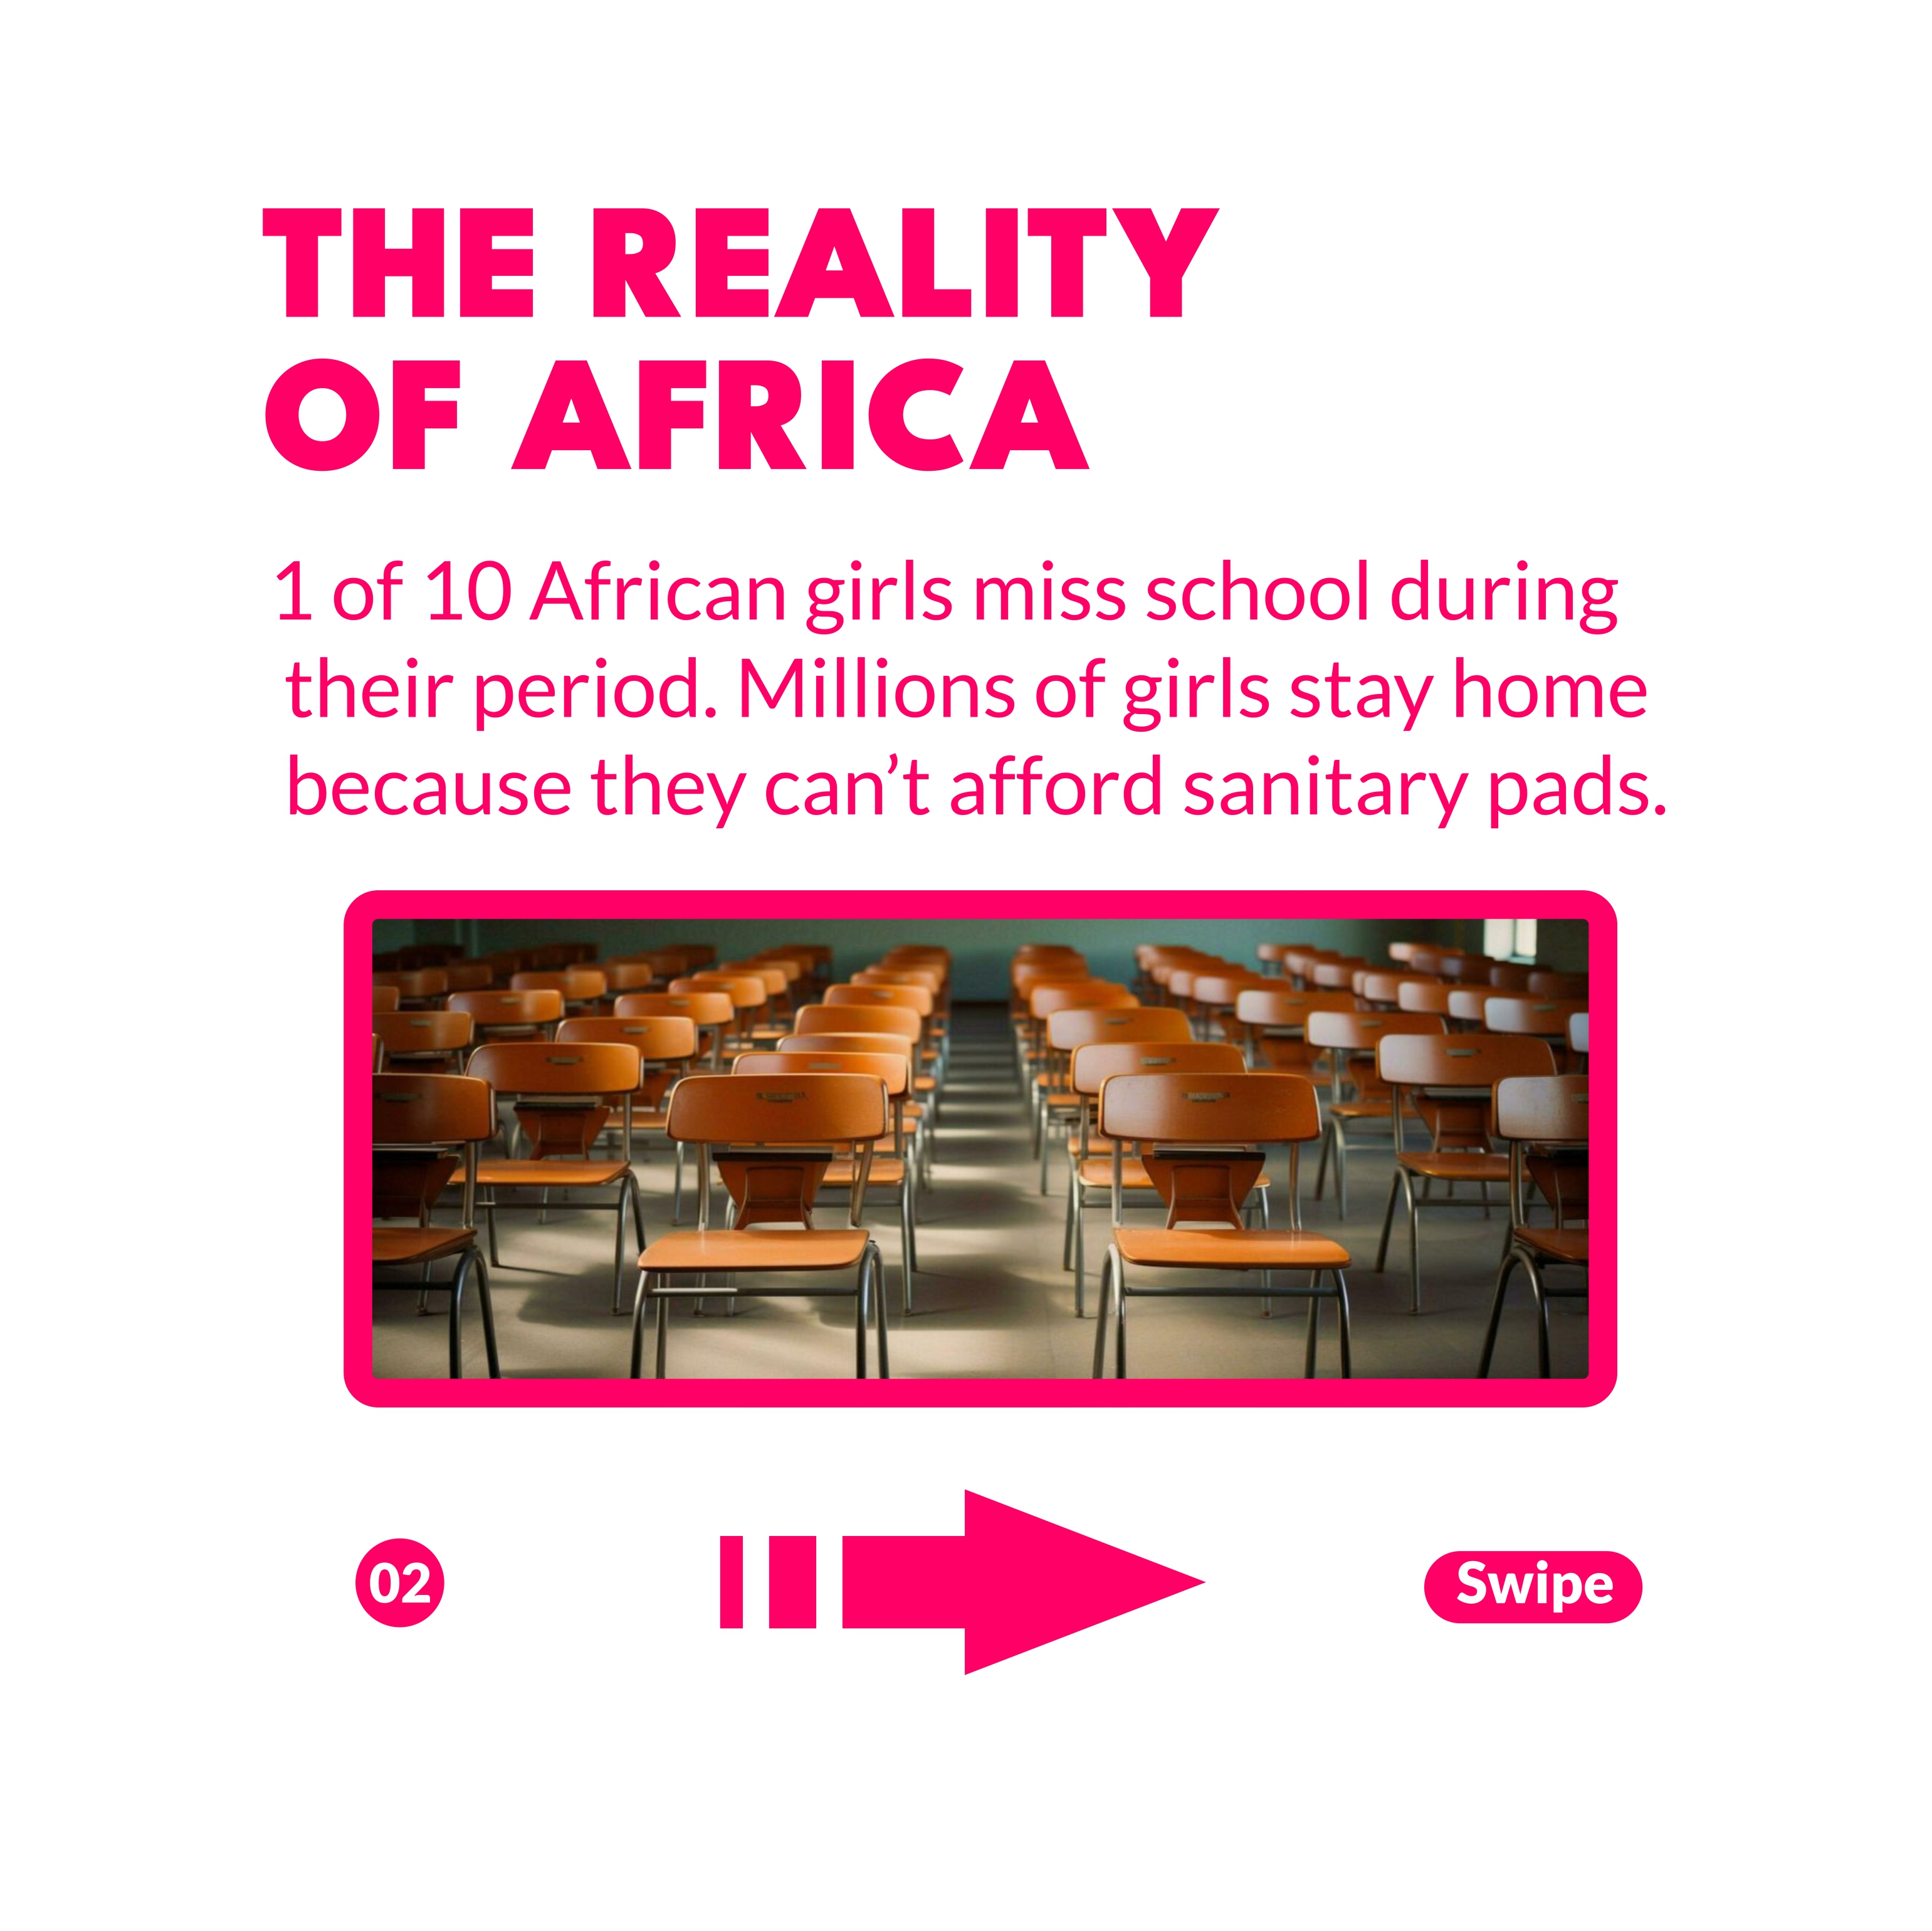 THE REALITY
OF AFRICA
1 of 10 African girls miss school during
their period. Millions of girls stay home
because they can’t afford sanitary pads.
02
Swipe